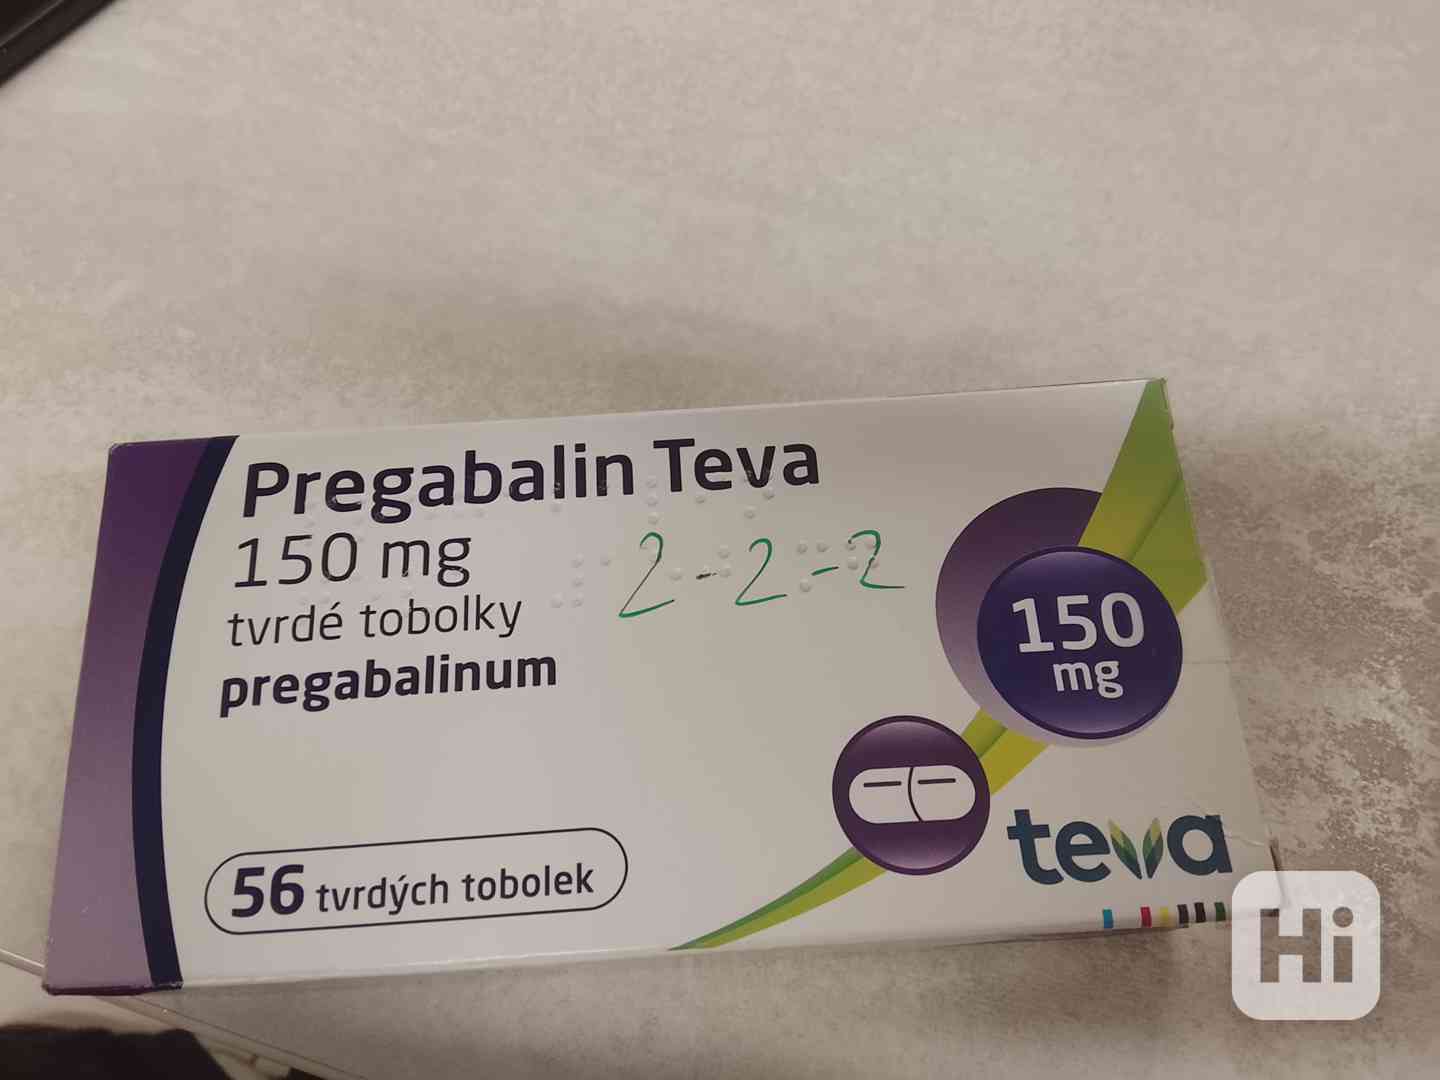 Pregabalin Teva
150 mg
2-2-2
tvrdé tobolky
pregabalinum
150
mg
56 tvrdých tobolek
teva
Hi